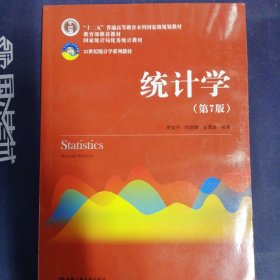 "十二五"普通高等教育本科国家级规划教材
教育部推荐教材
国家统计局优秀统计教材
21世纪统计学系列教材
统计学
(第7版)
Statistics
Seventh Edition